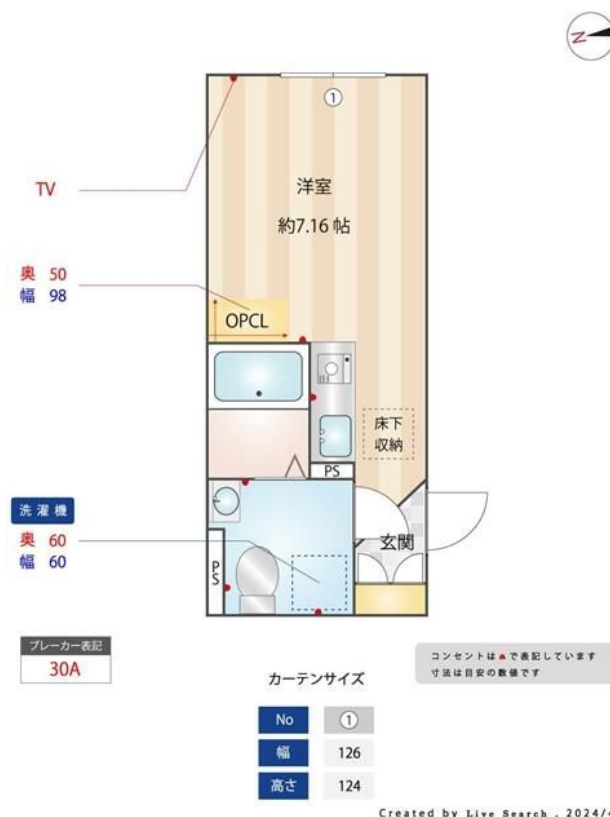 N
①
洋室
約7.16 帖
TV
奥 50
幅 98
OPCL
床下
収納
PS
洗濯機
奥 60
幅 60
PS
玄関
ブレーカー表記
30A
コンセントは で表記しています
寸法は目安の数値です
カーテンサイズ
No ①
幅 126
高さ 124
Created by Live Search . 2024/